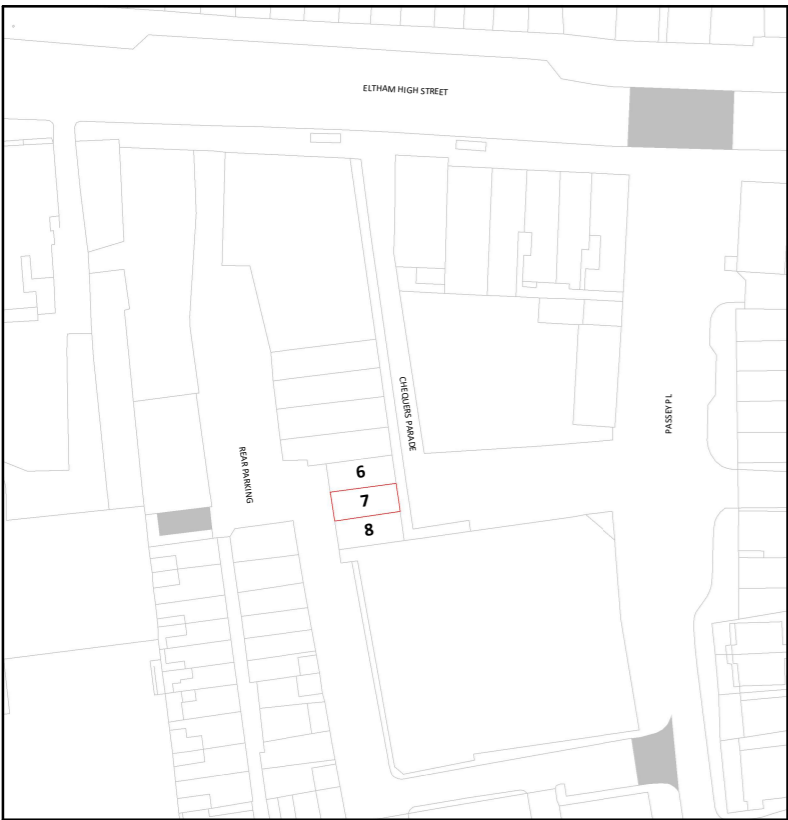 ELTHAM HIGH STREET
CHEQUERS PARADE
PASSEY PL
REAR PARKING
6
7
8